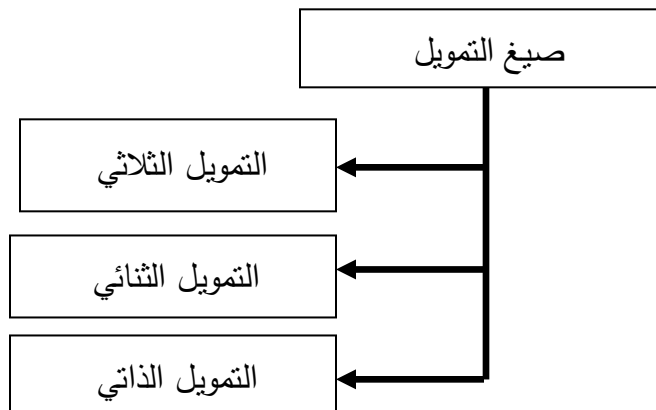 صيغ التمويل
التمويل الثلاثي
التمويل الثنائي
التمويل الذاتي